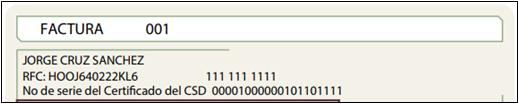 FACTURA 001
JORGE CRUZ SANCHEZ
RFC: HOOJ640222KL6 111 111 1111
No de serie del Certificado del CSD 00001000000101101111